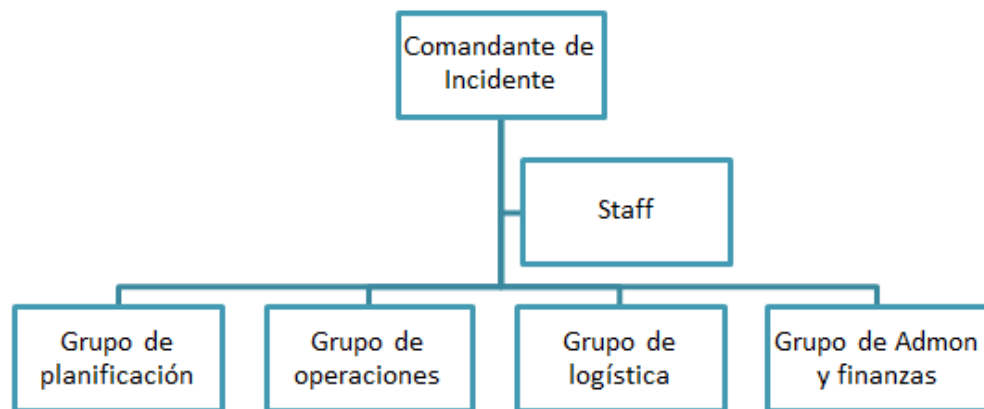 Comandante de
Incidente
Staff
Grupo de
planificación
Grupo de
operaciones
Grupo de
logística
Grupo de Admon
y finanzas